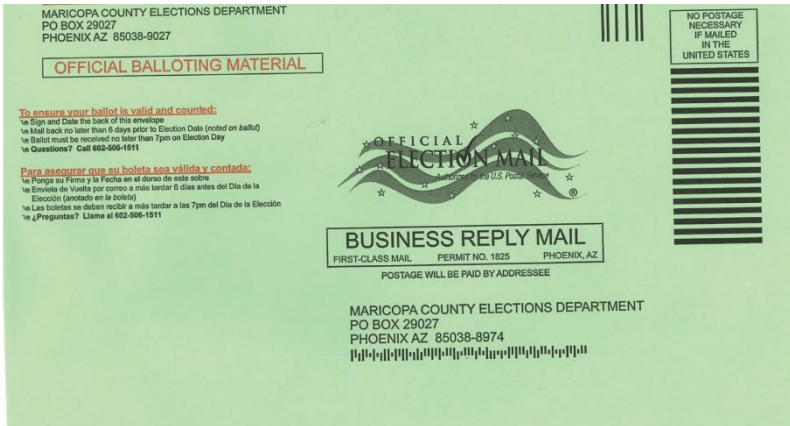 MARICOPA COUNTY ELECTIONS DEPARTMENT
PO BOX 29027
PHOENIX AZ 85038-9027
OFFICIAL BALLOTING MATERIAL
NO POSTAGE
NECESSARY
IF MAILED
IN THE
UNITED STATES
To ensure your ballot is valid and counted:
Sign and Date the back of this envelope
Mail back no later than 6 days prior to Election Date (noted on ballot)
Ballot must be received no later than 7pm on Election Day
Questions? Call 602-506-1511
Para asegurar que su boleta sea válida y contada:
Ponga su Firma y la Fecha en el dorso de este sobre
Envíela de Vuelta por correo a más tardar 6 días antes del Día de la
Elección (anotado en la boleta)
Las boletas se deben recibir a más tardar a las 7pm del Día de la Elección
¿Preguntas? Llame al 602-506-1511
OFFICIAL
ELECTION MAIL
Authorized by the U.S. Postal Service
®
BUSINESS REPLY MAIL
FIRST-CLASS MAIL PERMIT NO. 1825 PHOENIX, AZ
POSTAGE WILL BE PAID BY ADDRESSEE
MARICOPA COUNTY ELECTIONS DEPARTMENT
PO BOX 29027
PHOENIX AZ 85038-8974